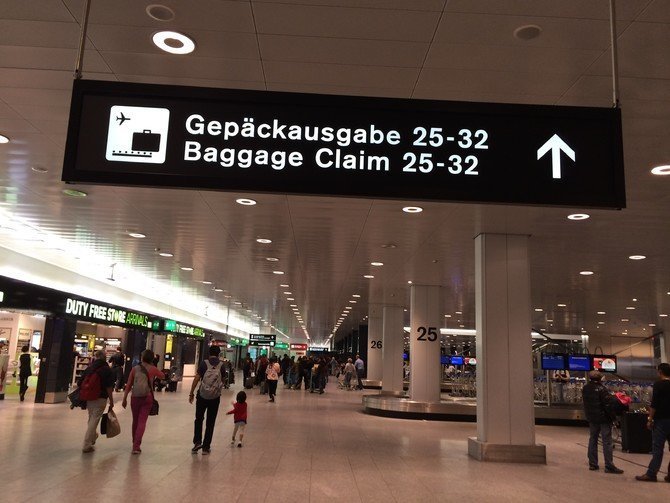 Gepäckausgabe 25-32
Baggage Claim 25-32
DUTY FREE STORE ARRIVALS
26
25